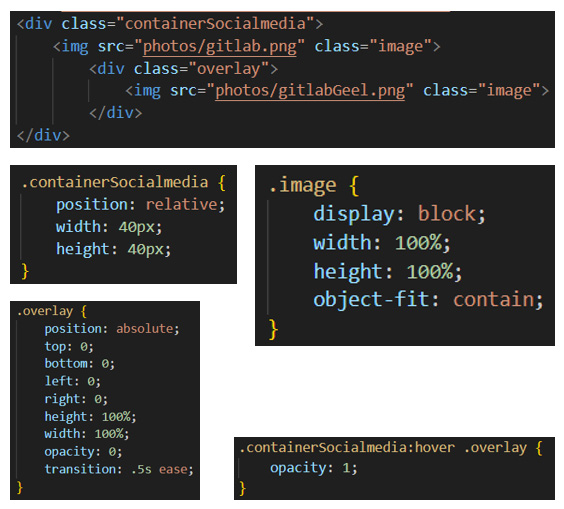 <div class="containerSocialmedia">
<img src="photos/gitlab.png" class="image">
<div class="overlay">
<img src="photos/gitlabGeel.png" class="image">
</div>
</div>
.containerSocialmedia {
position: relative;
width: 40px;
height: 40px;
}
.image {
display: block;
width: 100%;
height: 100%;
object-fit: contain;
}
.overlay {
position: absolute;
top: 0;
bottom: 0;
left: 0;
right: 0;
height: 100%;
width: 100%;
opacity: 0;
transition: .5s ease;
}
.containerSocialmedia:hover .overlay {
opacity: 1;
}